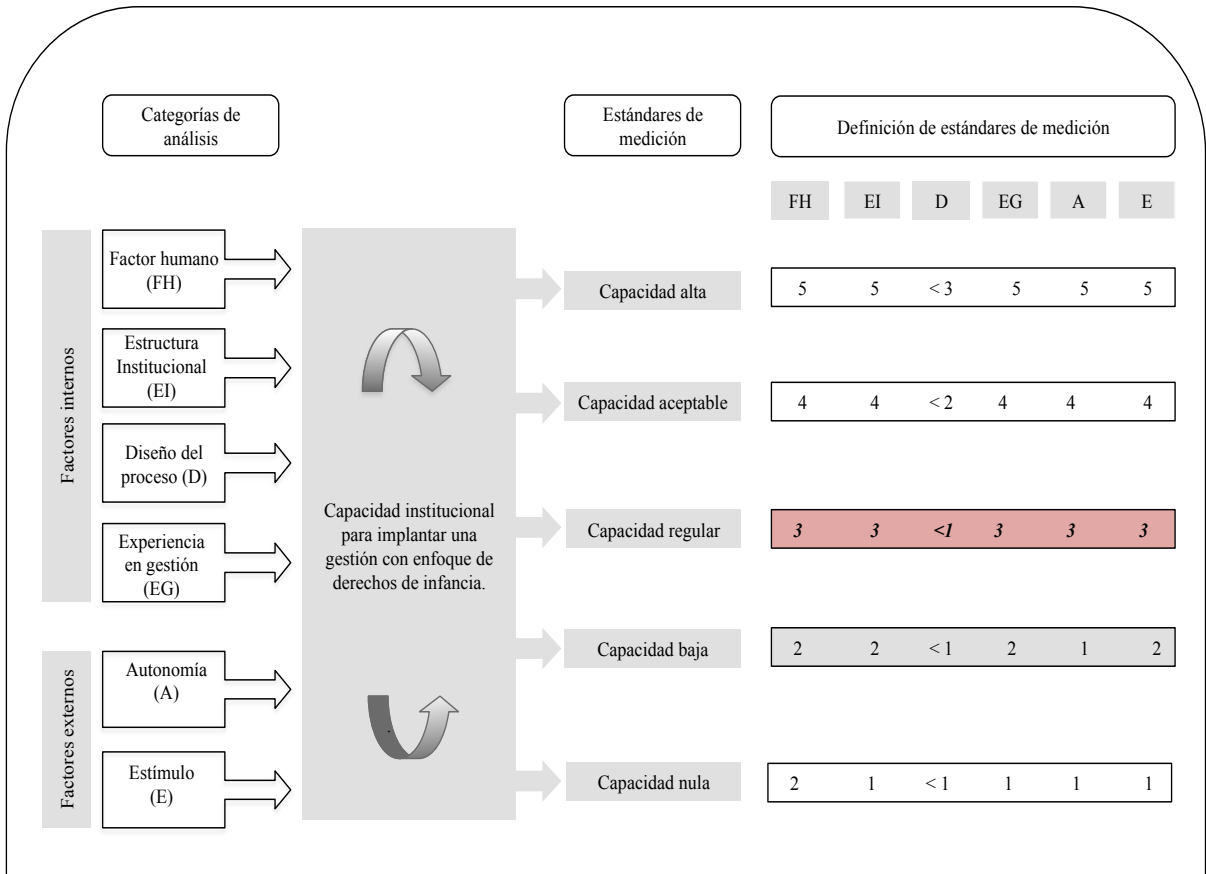 Categorías de
análisis
Estándares de
medición
Definición de estándares de medición
FH EI D EG A E
Factores internos
Factor humano
(FH)
Estructura
Institucional
(EI)
Diseño del
proceso (D)
Experiencia
en gestión
(EG)
Factores externos
Autonomía
(A)
Estímulo
(E)
Capacidad institucional
para implantar una
gestión con enfoque de
derechos de infancia.
Capacidad alta
5 5 < 3 5 5 5
Capacidad aceptable
4 4 < 2 4 4 4
Capacidad regular
3 3 <1 3 3 3
Capacidad baja
2 2 < 1 2 1 2
Capacidad nula
2 1 < 1 1 1 1